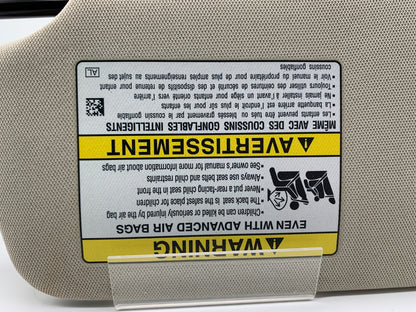 ⚠WARNING
EVEN WITH ADVANCED AIR BAGS
Children can be killed or seriously injured by the air bag
• The back seat is the safest place for children
• Never put a rear-facing child seat in the front
• Always use seat belts and child restraints
• See owner's manual for more information about air bags
⚠AVERTISSEMENT
MÊME AVEC DES COUSSINS GONFLABLES INTELLIGENTS
Les enfants peuvent être tués ou blessés gravement par le coussin gonflable
• La banquette arrière est l'endroit le plus sûr pour les enfants
• Ne jamais installer à l'avant un siège pour enfants orienté vers l'arrière
• Toujours utiliser des ceintures de sécurité et des dispositifs de retenue pour enfant
• Voir le manuel du propriétaire pour de plus amples renseignements au sujet des
coussins gonflables
AL